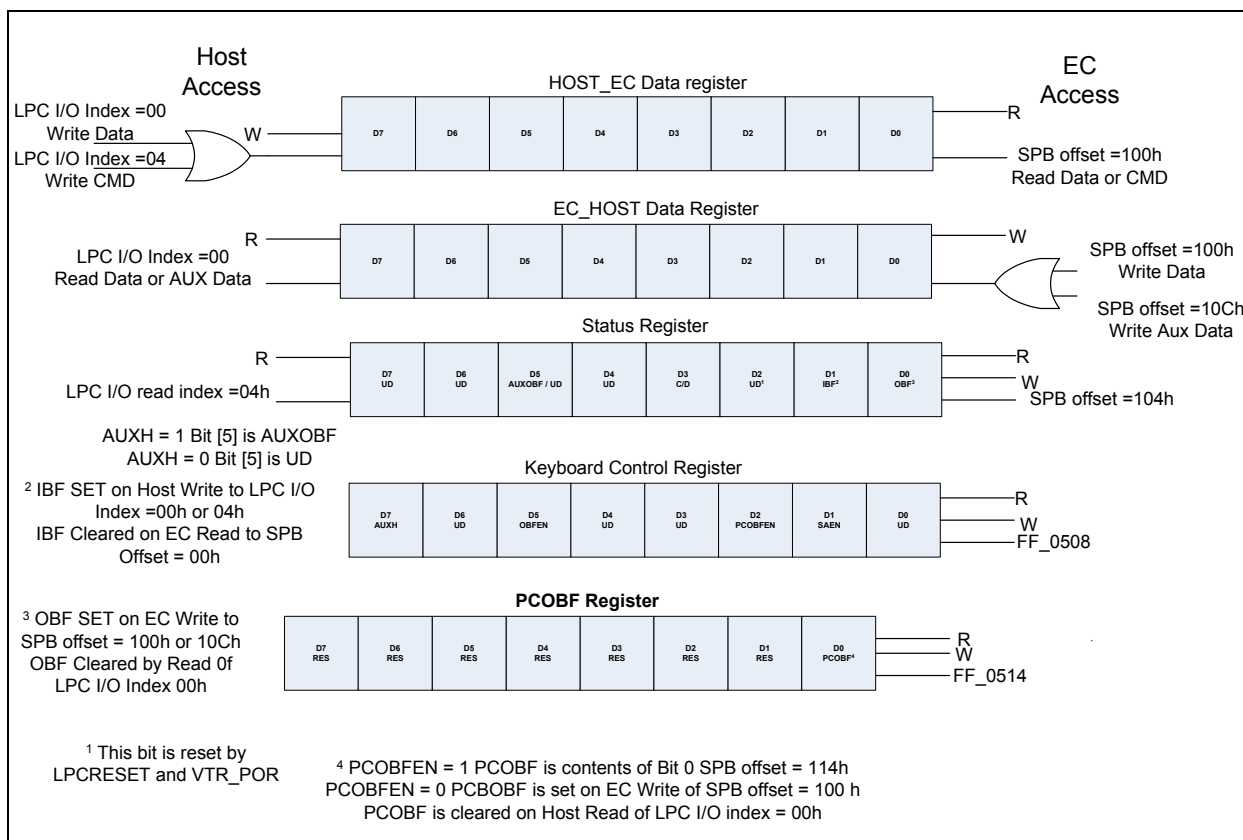 Host
Access
EC
Access
HOST_EC Data register
LPC I/O Index =00
Write Data
LPC I/O Index =04
Write CMD
W
D7 D6 D5 D4 D3 D2 D1 D0
R
SPB offset =100h
Read Data or CMD
EC_HOST Data Register
R
LPC I/O Index =00
Read Data or AUX Data
D7 D6 D5 D4 D3 D2 D1 D0
W
SPB offset =100h
Write Data
SPB offset =10Ch
Write Aux Data
Status Register
R
LPC I/O read index =04h
D7 D6 D5 D4 D3 D2 D1 D0
UD UD AUXOBF / UD UD C/D UD¹ IBF² OBF³
R
W
SPB offset =104h
AUXH = 1 Bit [5] is AUXOBF
AUXH = 0 Bit [5] is UD
Keyboard Control Register
² IBF SET on Host Write to LPC I/O
Index =00h or 04h
IBF Cleared on EC Read to SPB
Offset = 00h
D7 D6 D5 D4 D3 D2 D1 D0
AUXH UD OBFEN UD UD PCOBFEN SAEN UD
R
W
FF_0508
PCOBF Register
³ OBF SET on EC Write to
SPB offset = 100h or 10Ch
OBF Cleared by Read 0f
LPC I/O Index 00h
D7 D6 D5 D4 D3 D2 D1 D0
RES RES RES RES RES RES RES PCOBF⁴
R
W
FF_0514
¹ This bit is reset by
LPCRESET and VTR_POR
⁴ PCOBFEN = 1 PCOBF is contents of Bit 0 SPB offset = 114h
PCOBFEN = 0 PCBOBF is set on EC Write of SPB offset = 100 h
PCOBF is cleared on Host Read of LPC I/O index = 00h